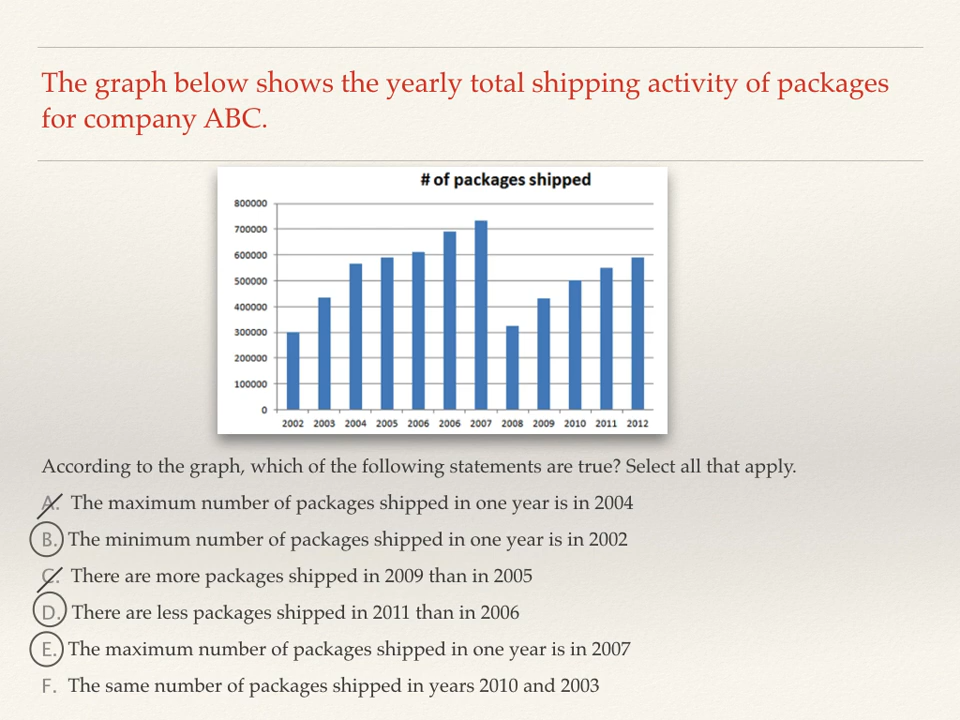 The graph below shows the yearly total shipping activity of packages
for company ABC.
# of packages shipped
800000
700000
600000
500000
400000
300000
200000
100000
0
2002 2003 2004 2005 2006 2006 2007 2008 2009 2010 2011 2012
According to the graph, which of the following statements are true? Select all that apply.
A. The maximum number of packages shipped in one year is in 2004
B. The minimum number of packages shipped in one year is in 2002
C. There are more packages shipped in 2009 than in 2005
D. There are less packages shipped in 2011 than in 2006
E. The maximum number of packages shipped in one year is in 2007
F. The same number of packages shipped in years 2010 and 2003